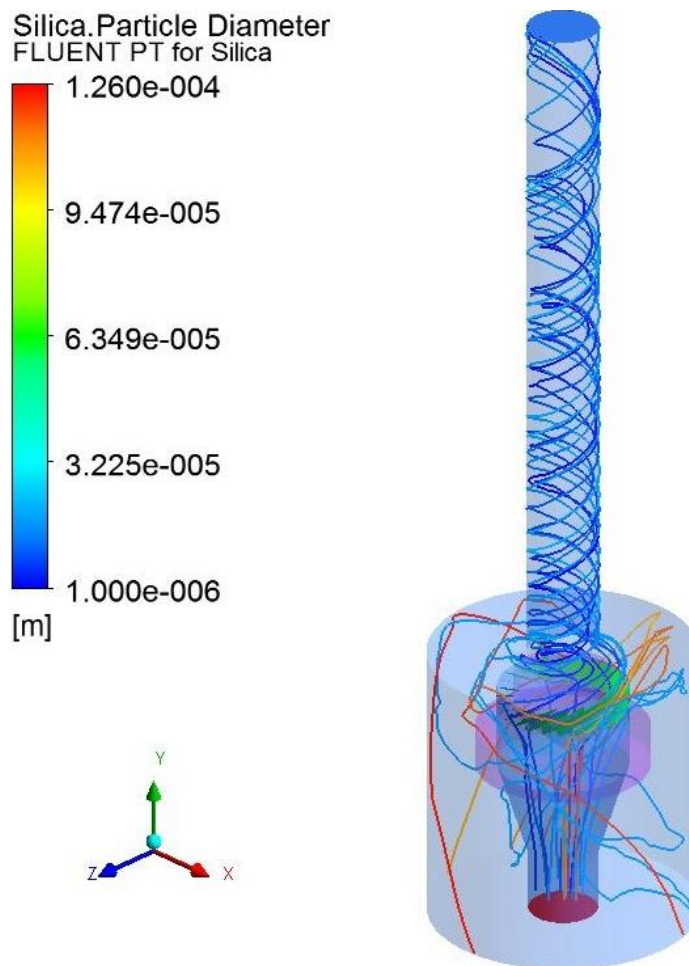 Silica.Particle Diameter
FLUENT PT for Silica
1.260e-004
9.474e-005
6.349e-005
3.225e-005
1.000e-006
[m]
Y
Z
X